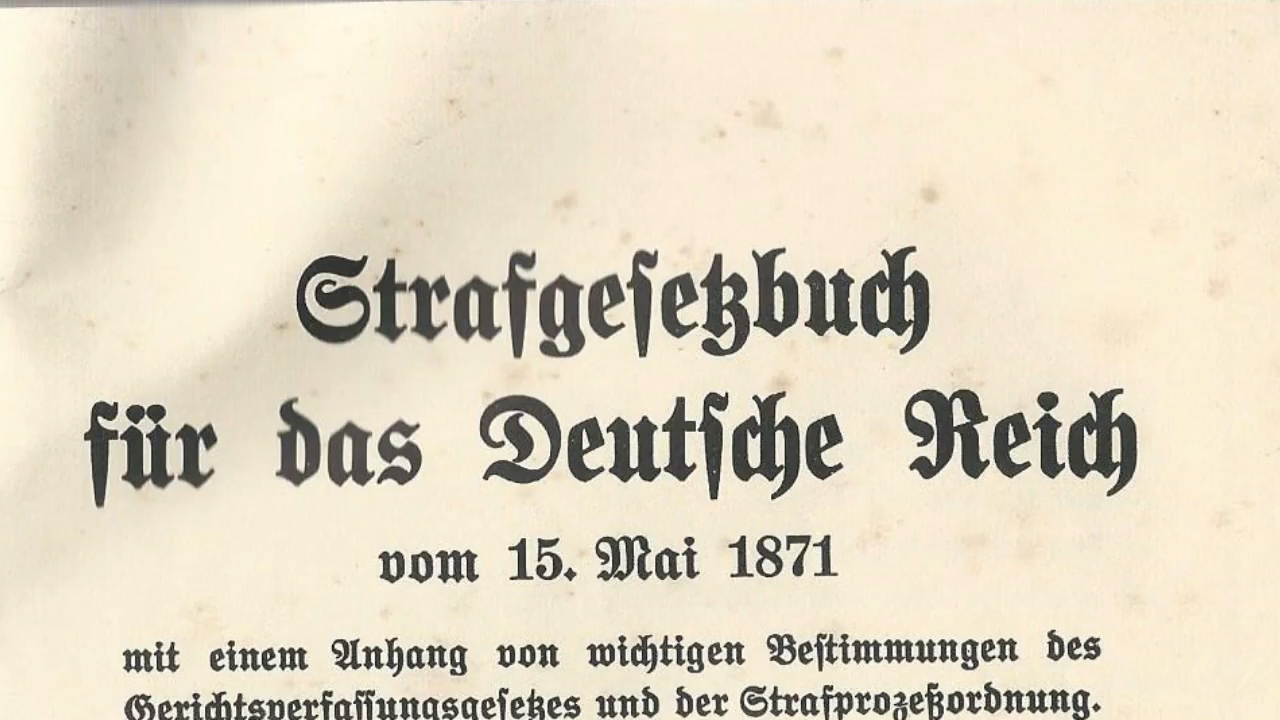 Strafgesetzbuch
für das Deutsche Reich
vom 15. Mai 1871
mit einem Anhang von wichtigen Bestimmungen des
Gerichtsverfassungsgesetzes und der Strafprozeßordnung.